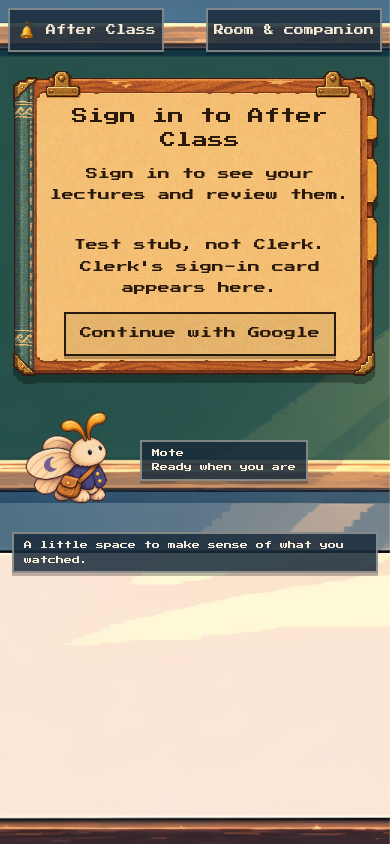 After Class
Room & companion
Sign in to After
Class
Sign in to see your
lectures and review them.
Test stub, not Clerk.
Clerk's sign-in card
appears here.
Continue with Google
Mote
Ready when you are
A little space to make sense of what you
watched.